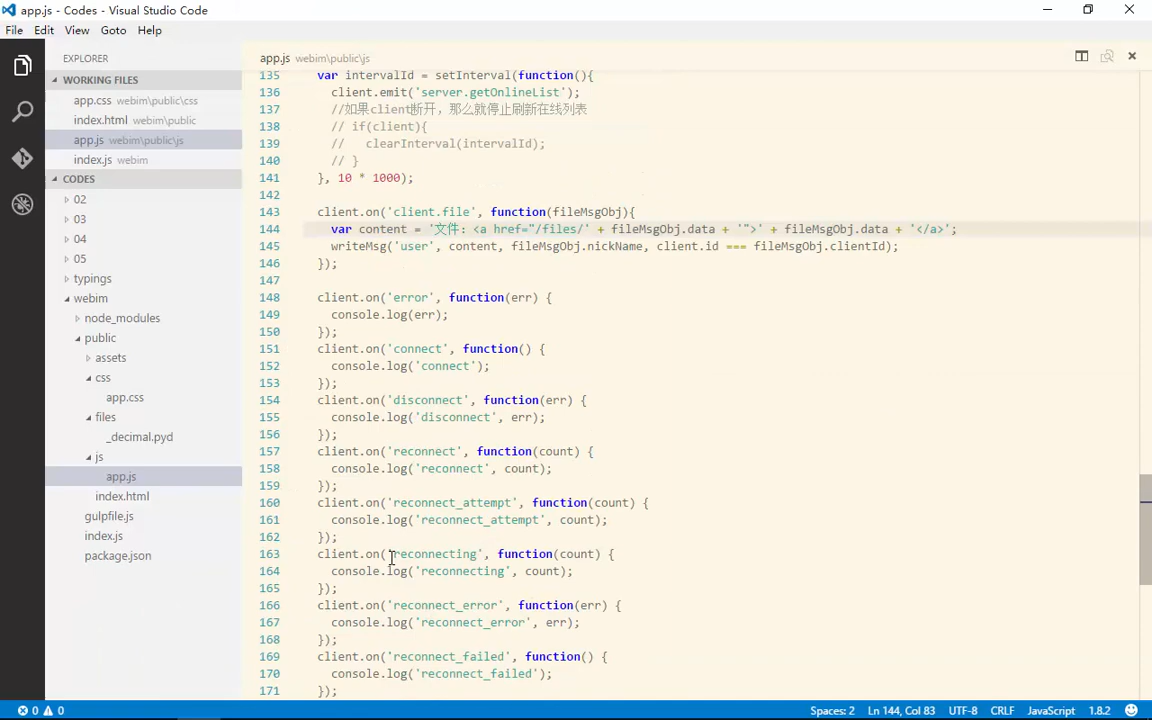 app.js - Codes - Visual Studio Code
File Edit View Goto Help
EXPLORER
WORKING FILES
app.css webim\public\css
index.html webim\public
app.js webim\public\js
index.js webim
CODES
02
03
04
05
typings
webim
node_modules
public
assets
css
app.css
files
_decimal.pyd
js
app.js
index.html
gulpfile.js
index.js
package.json
app.js webim\public\js
135 var intervalId = setInterval(function(){
136 client.emit('server.getOnlineList');
137 //如果client断开，那么就停止刷新在线列表
138 // if(client){
139 // clearInterval(intervalId);
140 // }
141 }, 10 * 1000);
142
143 client.on('client.file', function(fileMsgObj){
144 var content = '文件：<a href="/files/' + fileMsgObj.data + '">' + fileMsgObj.data + '</a>';
145 writeMsg('user', content, fileMsgObj.nickName, client.id === fileMsgObj.clientId);
146 });
147
148 client.on('error', function(err) {
149 console.log(err);
150 });
151 client.on('connect', function() {
152 console.log('connect');
153 });
154 client.on('disconnect', function(err) {
155 console.log('disconnect', err);
156 });
157 client.on('reconnect', function(count) {
158 console.log('reconnect', count);
159 });
160 client.on('reconnect_attempt', function(count) {
161 console.log('reconnect_attempt', count);
162 });
163 client.on('reconnecting', function(count) {
164 console.log('reconnecting', count);
165 });
166 client.on('reconnect_error', function(err) {
167 console.log('reconnect_error', err);
168 });
169 client.on('reconnect_failed', function() {
170 console.log('reconnect_failed');
171 });
0 0 Spaces: 2 Ln 144, Col 83 UTF-8 CRLF JavaScript 1.8.2